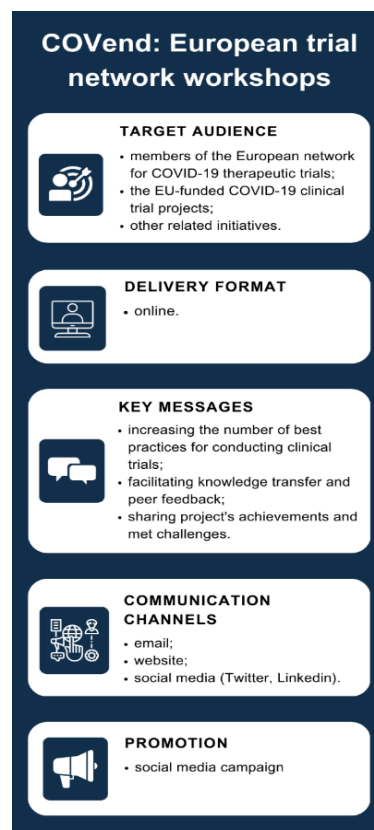 COVend: European trial
network workshops
TARGET AUDIENCE
• members of the European network
for COVID-19 therapeutic trials;
• the EU-funded COVID-19 clinical
trial projects;
• other related initiatives.
DELIVERY FORMAT
• online.
KEY MESSAGES
• increasing the number of best
practices for conducting clinical
trials;
• facilitating knowledge transfer and
peer feedback;
• sharing project's achievements and
met challenges.
COMMUNICATION
CHANNELS
• email;
• website;
• social media (Twitter, Linkedin).
PROMOTION
• social media campaign